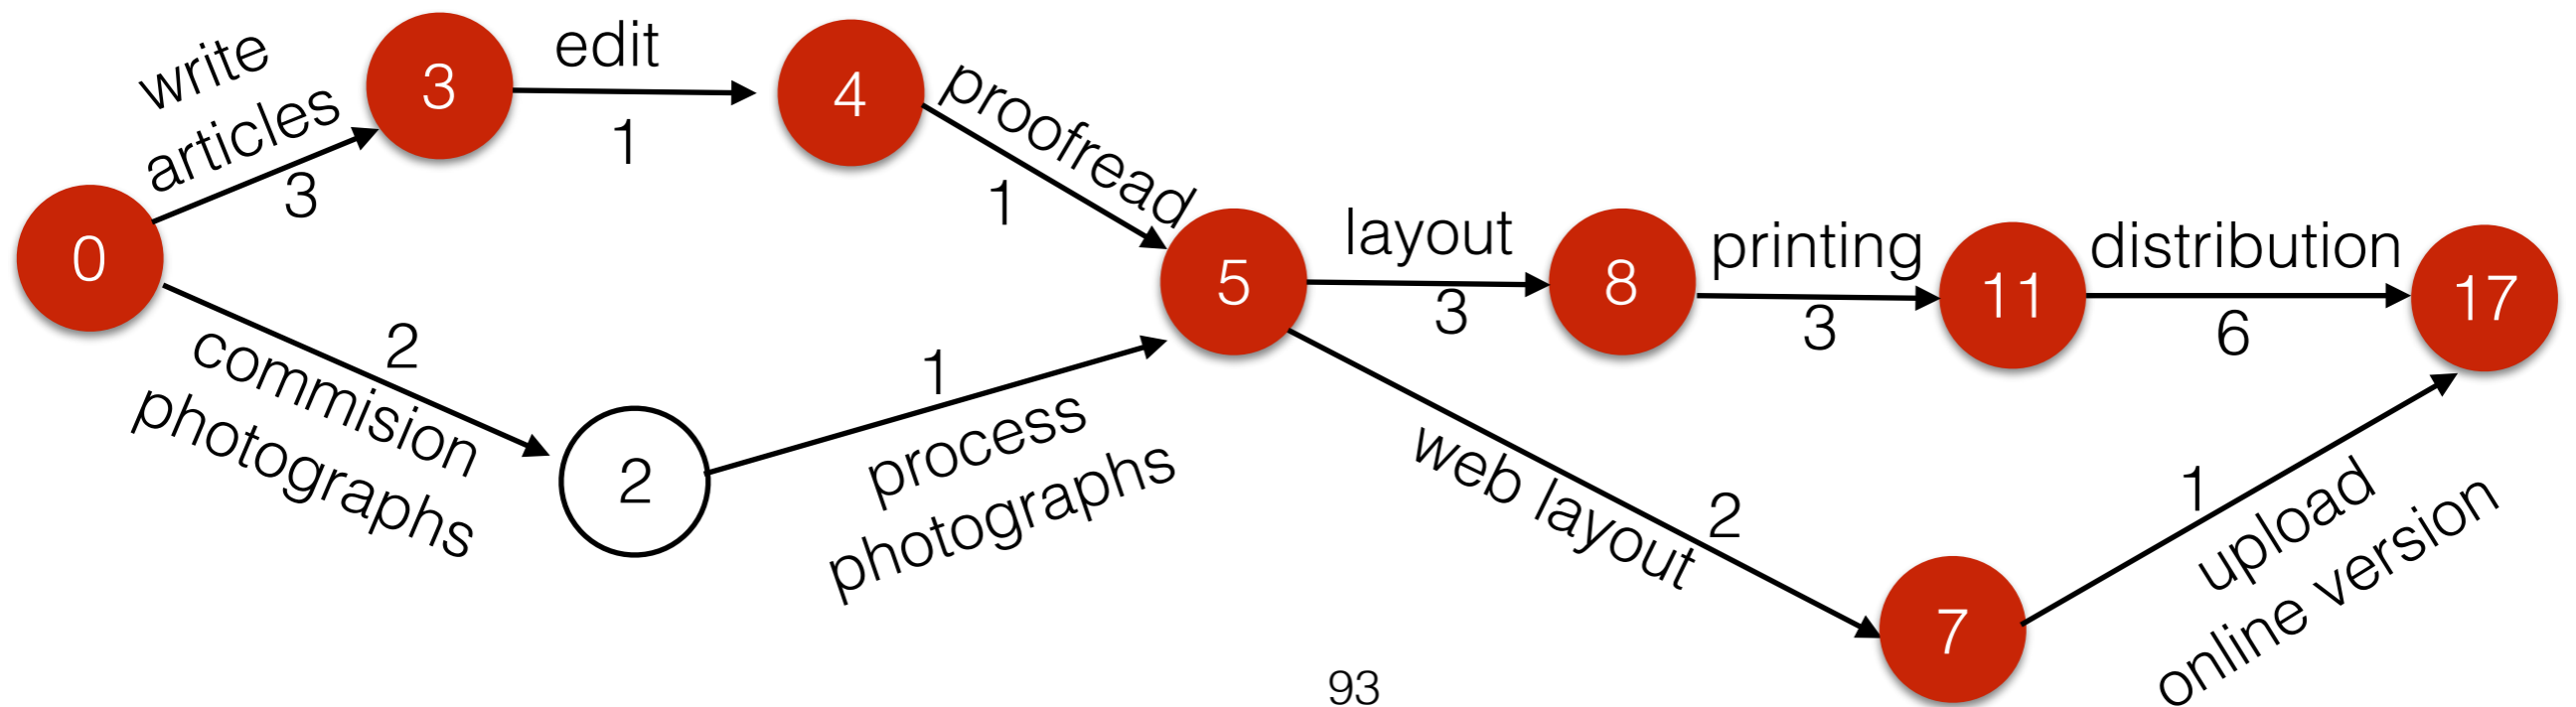 write
articles
3
0
3
edit
1
4
proofread
1
2
commision
photographs
2
1
process
photographs
5
layout
3
8
printing
3
11
distribution
6
17
web layout
2
7
1
upload
online version
93